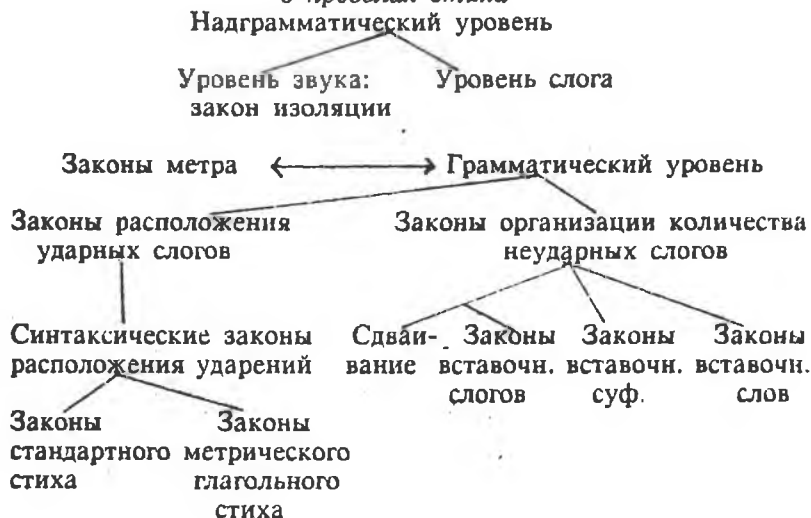 в пределах стиха
Надграмматический уровень
Уровень звука: Уровень слога
закон изоляции
Законы метра ⟷ Грамматический уровень
Законы расположения Законы организации количества
ударных слогов неударных слогов
Синтаксические законы Сдваи- Законы Законы Законы
расположения ударений вание вставочн. вставочн. вставочн.
слогов суф. слов
Законы Законы
стандартного метрического
стиха глагольного
стиха